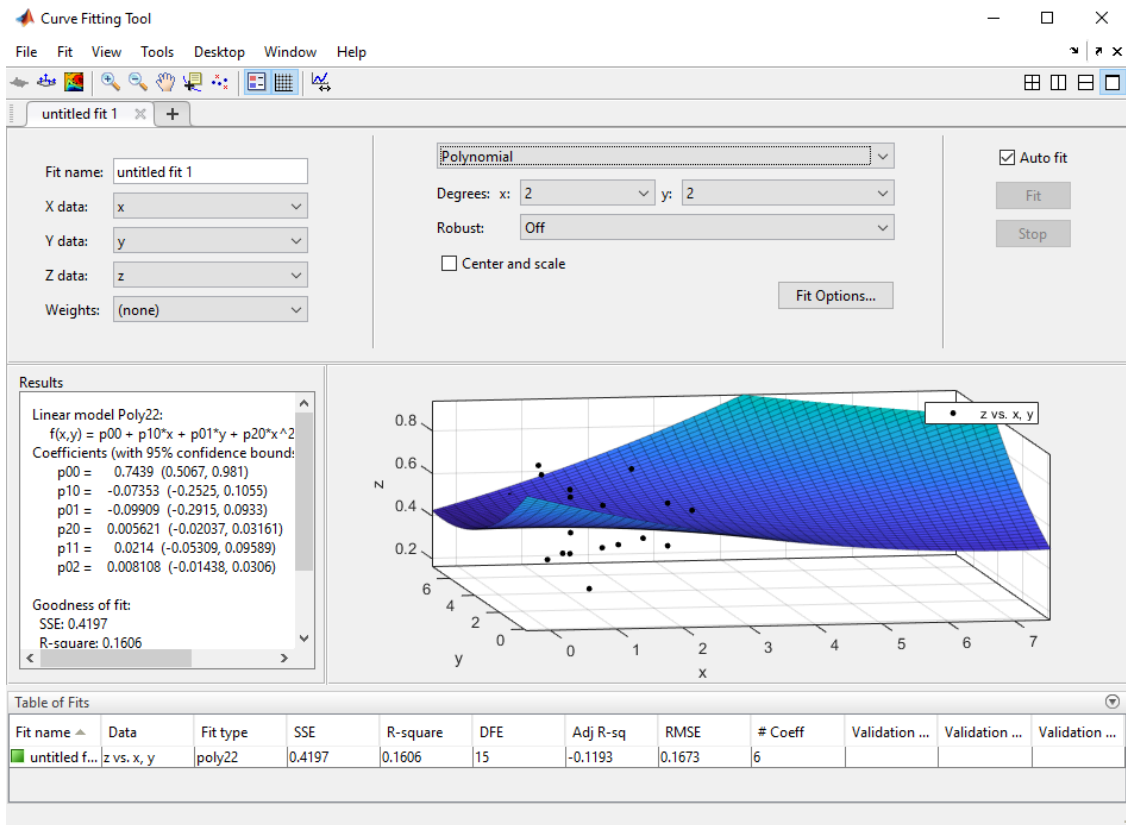 Curve Fitting Tool
File Fit View Tools Desktop Window Help
untitled fit 1
Fit name: untitled fit 1
X data: x
Y data: y
Z data: z
Weights: (none)
Polynomial
Degrees: x: 2 y: 2
Robust: Off
Center and scale
Fit Options...
Auto fit
Fit
Stop
Results
Linear model Poly22:
f(x,y) = p00 + p10*x + p01*y + p20*x^2
Coefficients (with 95% confidence bounds
p00 = 0.7439 (0.5067, 0.981)
p10 = -0.07353 (-0.2525, 0.1055)
p01 = -0.09909 (-0.2915, 0.0933)
p20 = 0.005621 (-0.02037, 0.03161)
p11 = 0.0214 (-0.05309, 0.09589)
p02 = 0.008108 (-0.01438, 0.0306)
Goodness of fit:
SSE: 0.4197
R-square: 0.1606
z vs. x, y
0.8
0.6
0.4
0.2
z
6
4
2
0
y
0 1 2 3 4 5 6 7
x
Table of Fits
Fit name Data Fit type SSE R-square DFE Adj R-sq RMSE # Coeff Validation ... Validation ... Validation ...
untitled f... z vs. x, y poly22 0.4197 0.1606 15 -0.1193 0.1673 6